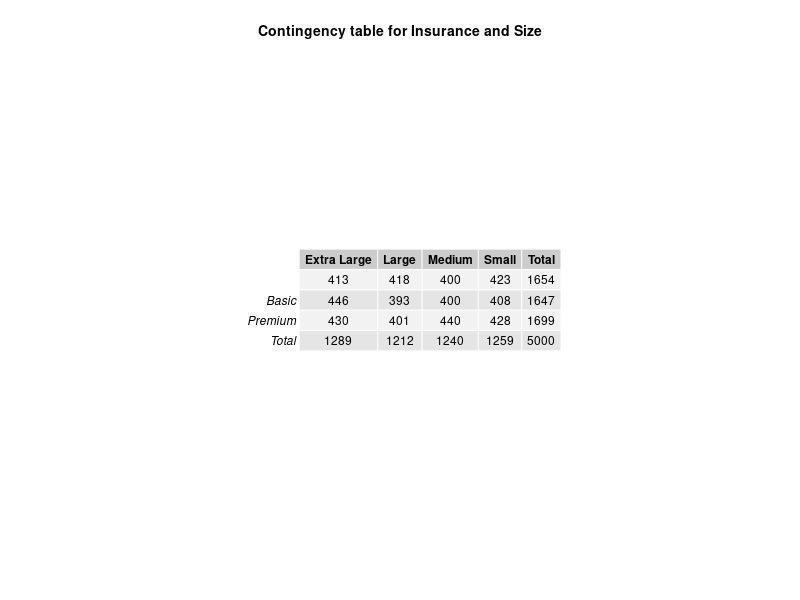 Contingency table for Insurance and Size
Extra Large Large Medium Small Total
413 418 400 423 1654
Basic 446 393 400 408 1647
Premium 430 401 440 428 1699
Total 1289 1212 1240 1259 5000